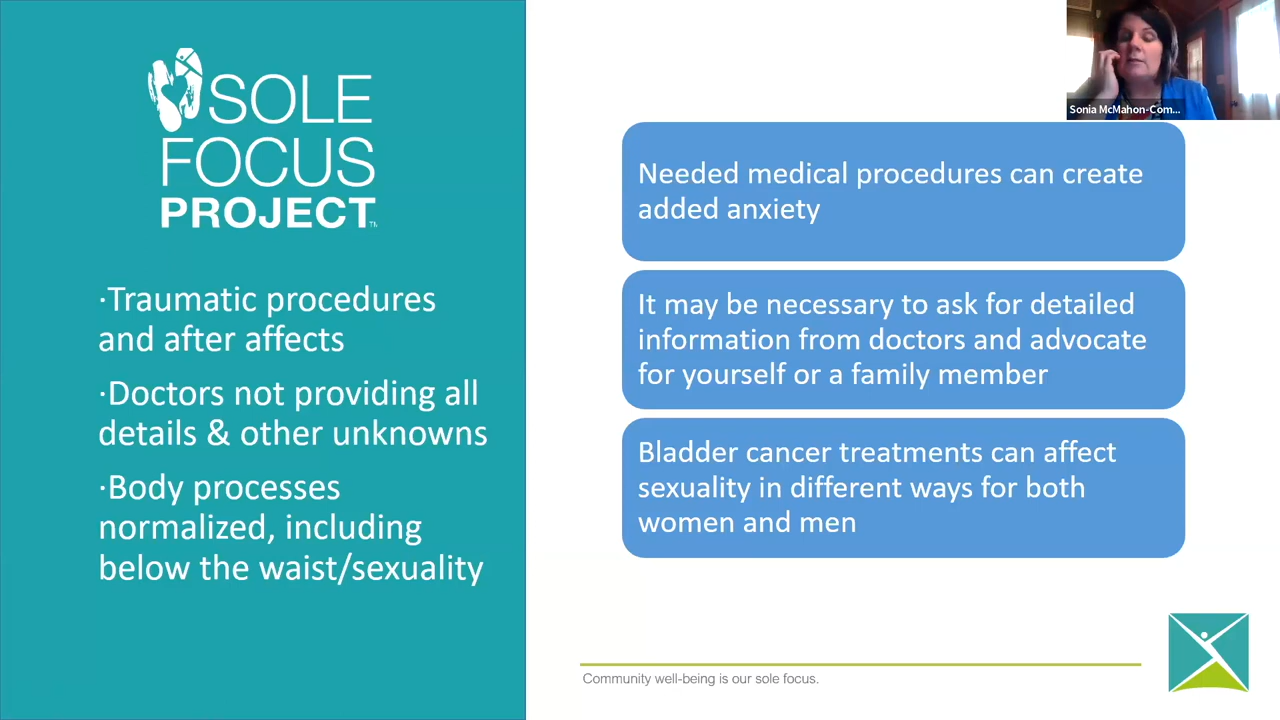 SOLE
FOCUS
PROJECT™
·Traumatic procedures
and after affects
·Doctors not providing all
details & other unknowns
·Body processes
normalized, including
below the waist/sexuality
Sonia McMahon-Com...
Needed medical procedures can create
added anxiety
It may be necessary to ask for detailed
information from doctors and advocate
for yourself or a family member
Bladder cancer treatments can affect
sexuality in different ways for both
women and men
Community well-being is our sole focus.